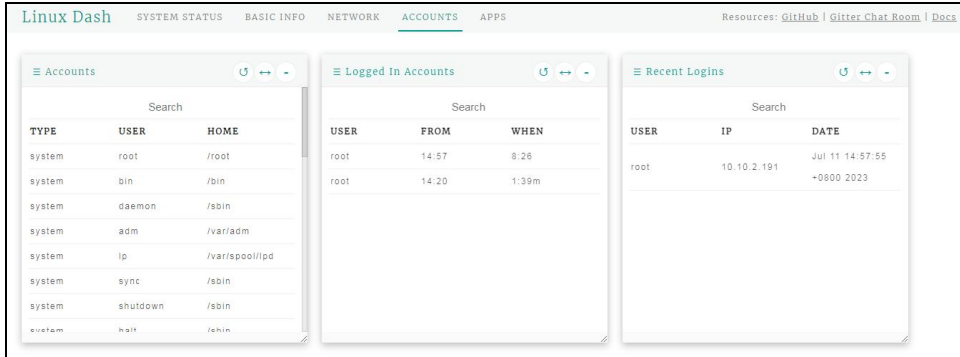 Linux Dash SYSTEM STATUS BASIC INFO NETWORK ACCOUNTS APPS Resources: GitHub | Gitter Chat Room | Docs
≡ Accounts ↺ ↔ -
Search
TYPE USER HOME
system root /root
system bin /bin
system daemon /sbin
system adm /var/adm
system lp /var/spool/lpd
system sync /sbin
system shutdown /sbin
system halt /sbin
≡ Logged In Accounts ↺ ↔ -
Search
USER FROM WHEN
root 14:57 8:26
root 14:20 1:39m
≡ Recent Logins ↺ ↔ -
Search
USER IP DATE
root 10.10.2.191 Jul 11 14:57:55
+0800 2023